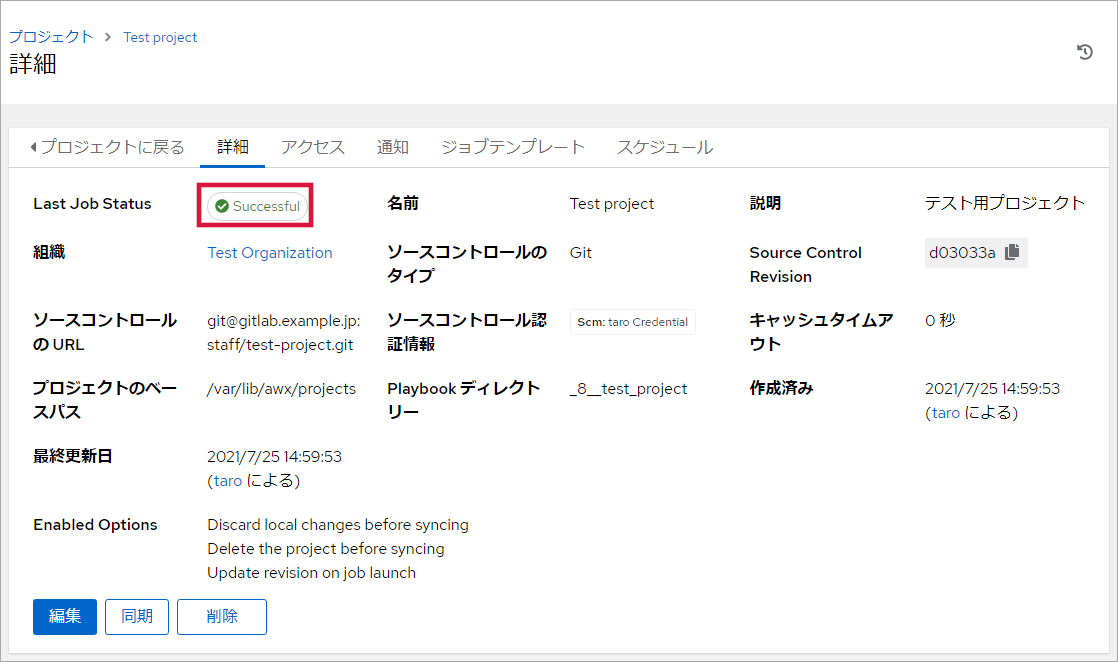 プロジェクト > Test project
詳細
プロジェクトに戻る 詳細 アクセス 通知 ジョブテンプレート スケジュール
Last Job Status Successful 名前 Test project 説明 テスト用プロジェクト
組織 Test Organization ソースコントロールの Git Source Control d03033a
タイプ Revision
ソースコントロール git@gitlab.example.jp: ソースコントロール認 Scm: taro Credential キャッシュタイムア 0 秒
の URL staff/test-project.git 証情報 ウト
プロジェクトのベー /var/lib/awx/projects Playbook ディレクト _8__test_project 作成済み 2021/7/25 14:59:53
スパス リー (taro による)
最終更新日 2021/7/25 14:59:53
(taro による)
Enabled Options Discard local changes before syncing
Delete the project before syncing
Update revision on job launch
編集 同期 削除